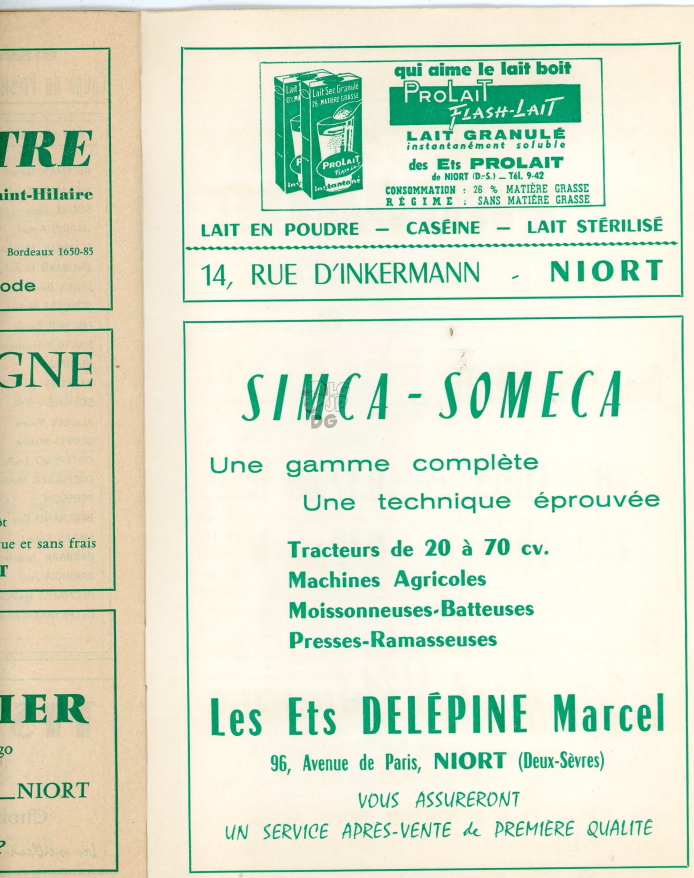 TRE
aint-Hilaire
Bordeaux 1650-85
ode
GNE
ue et sans frais
T
IER
go
NIORT
qui aime le lait boit
PROLAIT
FLASH-LAIT
LAIT GRANULÉ
instantanément soluble
des Ets PROLAIT
de NIORT (D.-S.) — Tél. 9-42
CONSOMMATION : 26 % MATIÈRE GRASSE
RÉGIME : SANS MATIÈRE GRASSE
Lait Sec Granulé
26 % MATIÈRE GRASSE
PROLAIT
Flash-Lait
instantané
LAIT EN POUDRE — CASÉINE — LAIT STÉRILISÉ
14, RUE D'INKERMANN - NIORT
SIMCA - SOMECA
Une gamme complète
Une technique éprouvée
Tracteurs de 20 à 70 cv.
Machines Agricoles
Moissonneuses-Batteuses
Presses-Ramasseuses
Les Ets DELÉPINE Marcel
96, Avenue de Paris, NIORT (Deux-Sèvres)
VOUS ASSURERONT
UN SERVICE APRÈS-VENTE de PREMIÈRE QUALITÉ